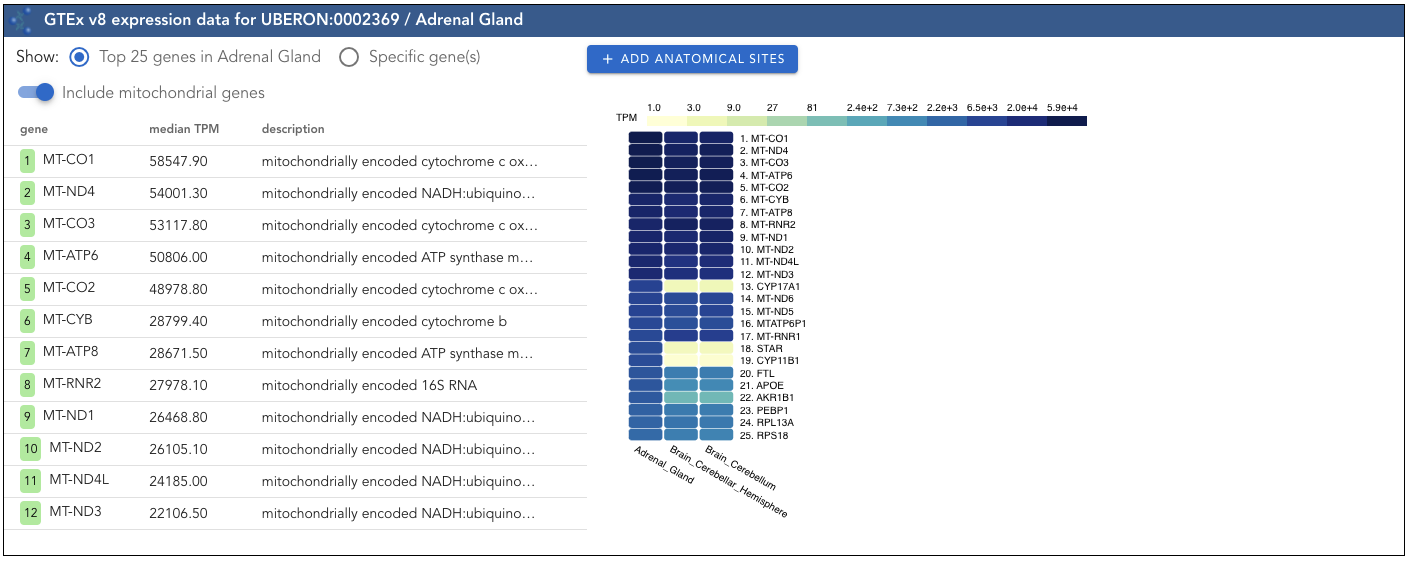 GTEx v8 expression data for UBERON:0002369 / Adrenal Gland
Show: Top 25 genes in Adrenal Gland Specific gene(s)
+ ADD ANATOMICAL SITES
Include mitochondrial genes
gene median TPM description
1 MT-CO1 58547.90 mitochondrially encoded cytochrome c ox…
2 MT-ND4 54001.30 mitochondrially encoded NADH:ubiquino…
3 MT-CO3 53117.80 mitochondrially encoded cytochrome c ox…
4 MT-ATP6 50806.00 mitochondrially encoded ATP synthase m…
5 MT-CO2 48978.80 mitochondrially encoded cytochrome c ox…
6 MT-CYB 28799.40 mitochondrially encoded cytochrome b
7 MT-ATP8 28671.50 mitochondrially encoded ATP synthase m…
8 MT-RNR2 27978.10 mitochondrially encoded 16S RNA
9 MT-ND1 26468.80 mitochondrially encoded NADH:ubiquino…
10 MT-ND2 26105.10 mitochondrially encoded NADH:ubiquino…
11 MT-ND4L 24185.00 mitochondrially encoded NADH:ubiquino…
12 MT-ND3 22106.50 mitochondrially encoded NADH:ubiquino…
1.0 3.0 9.0 27 81 2.4e+2 7.3e+2 2.2e+3 6.5e+3 2.0e+4 5.9e+4
TPM
1. MT-CO1
2. MT-ND4
3. MT-CO3
4. MT-ATP6
5. MT-CO2
6. MT-CYB
7. MT-ATP8
8. MT-RNR2
9. MT-ND1
10. MT-ND2
11. MT-ND4L
12. MT-ND3
13. CYP17A1
14. MT-ND6
15. MT-ND5
16. MTATP6P1
17. MT-RNR1
18. STAR
19. CYP11B1
20. FTL
21. APOE
22. AKR1B1
23. PEBP1
24. RPL13A
25. RPS18
Adrenal_Gland
Brain_Cerebellar_Hemisphere
Brain_Cerebellum